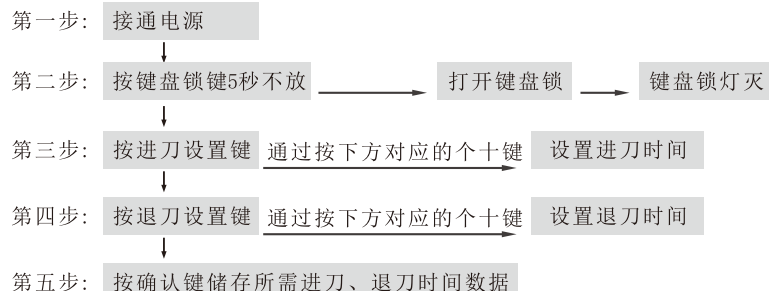 第一步: 接通电源
第二步: 按键盘锁键5秒不放 打开键盘锁 键盘锁灯灭
第三步: 按进刀设置键 通过按下方对应的个十键 设置进刀时间
第四步: 按退刀设置键 通过按下方对应的个十键 设置退刀时间
第五步: 按确认键储存所需进刀、退刀时间数据